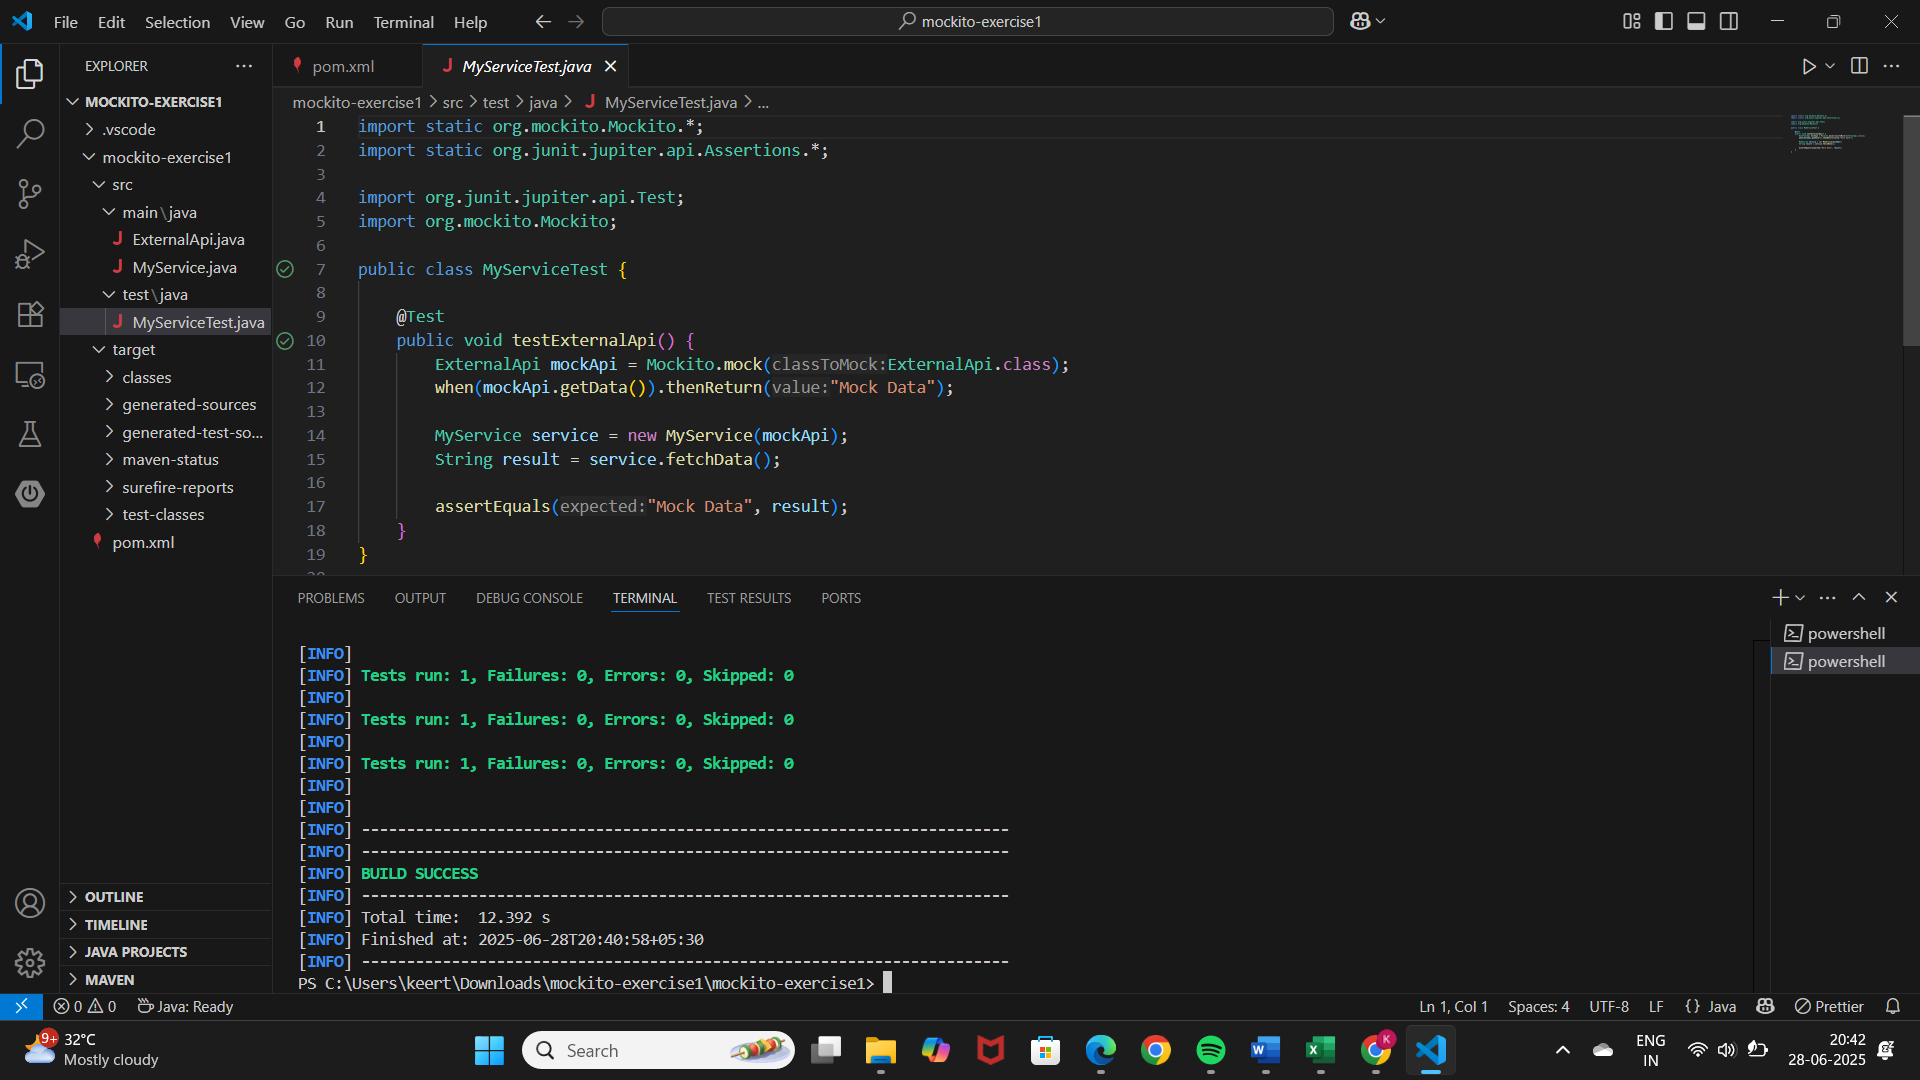 File Edit Selection View Go Run Terminal Help
mockito-exercise1
EXPLORER
MOCKITO-EXERCISE1
.vscode
mockito-exercise1
src
main\java
ExternalApi.java
MyService.java
test\java
MyServiceTest.java
target
classes
generated-sources
generated-test-so...
maven-status
surefire-reports
test-classes
pom.xml
OUTLINE
TIMELINE
JAVA PROJECTS
MAVEN
pom.xml
MyServiceTest.java
mockito-exercise1 > src > test > java > MyServiceTest.java > ...
1 import static org.mockito.Mockito.*;
2 import static org.junit.jupiter.api.Assertions.*;
3
4 import org.junit.jupiter.api.Test;
5 import org.mockito.Mockito;
6
7 public class MyServiceTest {
8
9 @Test
10 public void testExternalApi() {
11 ExternalApi mockApi = Mockito.mock(classToMock:ExternalApi.class);
12 when(mockApi.getData()).thenReturn(value:"Mock Data");
13
14 MyService service = new MyService(mockApi);
15 String result = service.fetchData();
16
17 assertEquals(expected:"Mock Data", result);
18 }
19 }
PROBLEMS OUTPUT DEBUG CONSOLE TERMINAL TEST RESULTS PORTS
[INFO]
[INFO] Tests run: 1, Failures: 0, Errors: 0, Skipped: 0
[INFO]
[INFO] Tests run: 1, Failures: 0, Errors: 0, Skipped: 0
[INFO]
[INFO] Tests run: 1, Failures: 0, Errors: 0, Skipped: 0
[INFO]
[INFO]
[INFO] ------------------------------------------------------------------------
[INFO] ------------------------------------------------------------------------
[INFO] BUILD SUCCESS
[INFO] ------------------------------------------------------------------------
[INFO] Total time:  12.392 s
[INFO] Finished at: 2025-06-28T20:40:58+05:30
[INFO] ------------------------------------------------------------------------
PS C:\Users\keert\Downloads\mockito-exercise1\mockito-exercise1>
powershell
powershell
0 0 Java: Ready
Ln 1, Col 1 Spaces: 4 UTF-8 LF {} Java Prettier
9+
32°C
Mostly cloudy
Search
K
ENG
IN
20:42
28-06-2025